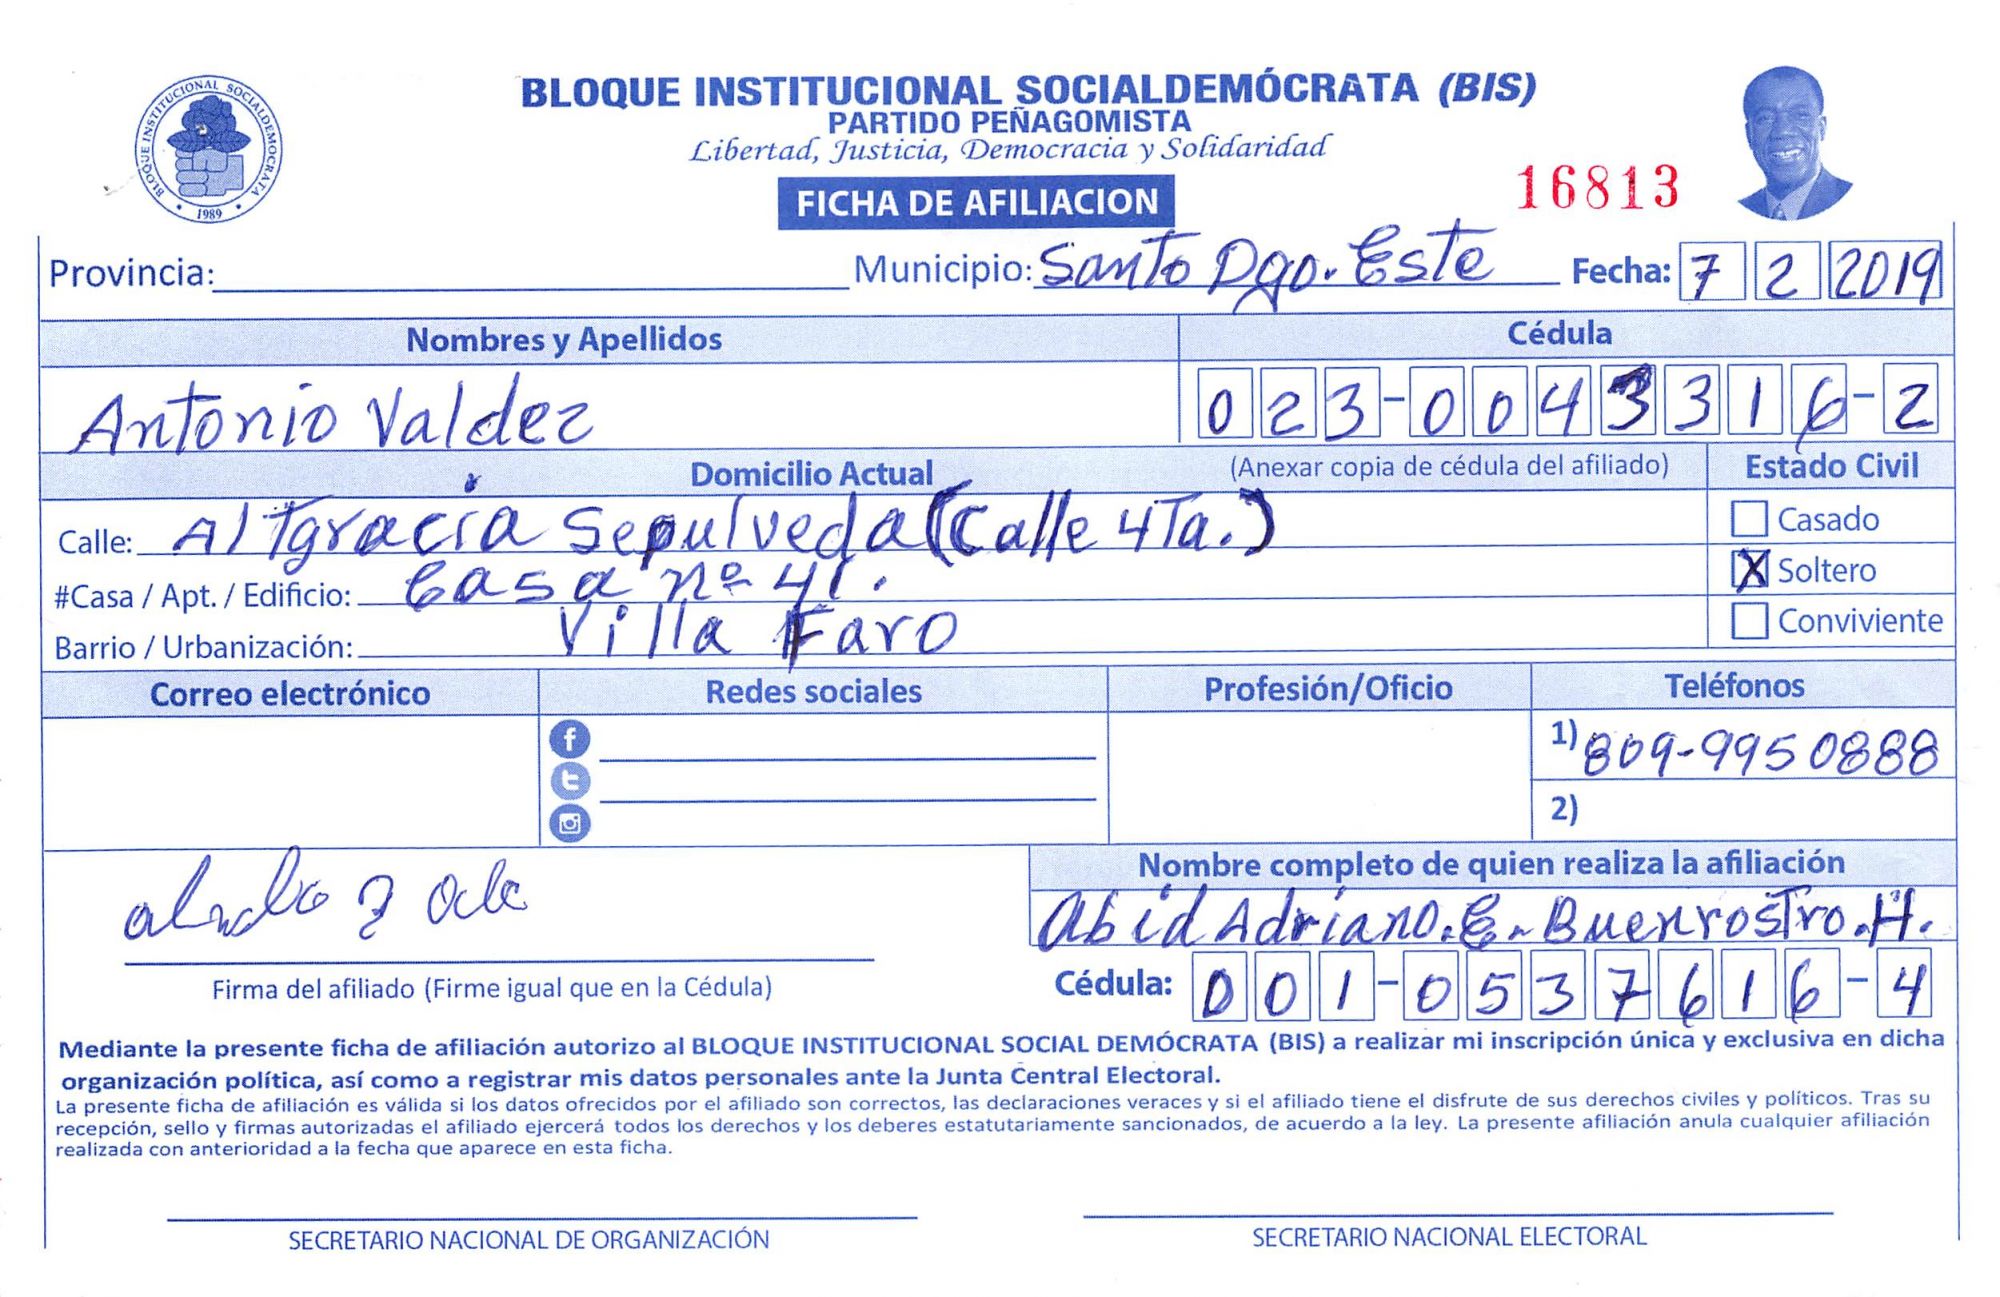 BLOQUE INSTITUCIONAL SOCIALDEMÓCRATA (BIS)
PARTIDO PEÑAGOMISTA
Libertad, Justicia, Democracia y Solidaridad
BLOQUE INSTITUCIONAL SOCIALDEMOCRATA
1989
16813
FICHA DE AFILIACION
Provincia: Municipio: Santo Dgo. Este Fecha: 7 2 2019
Nombres y Apellidos Cédula
Antonio Valdez 023-0043316-2
Domicilio Actual (Anexar copia de cédula del afiliado) Estado Civil
Calle: Altgracia Sepulveda (Calle 4Ta.) Casado
#Casa / Apt. / Edificio: Casa nº 41. X Soltero
Barrio / Urbanización: Villa Faro Conviviente
Correo electrónico Redes sociales Profesión/Oficio Teléfonos
1) 809-995 0888
2)
Nombre completo de quien realiza la afiliación
Abid Adriano. E. Buenrostro. H.
Firma del afiliado (Firme igual que en la Cédula) Cédula: 001-0537616-4
Mediante la presente ficha de afiliación autorizo al BLOQUE INSTITUCIONAL SOCIAL DEMÓCRATA (BIS) a realizar mi inscripción única y exclusiva en dicha
organización política, así como a registrar mis datos personales ante la Junta Central Electoral.
La presente ficha de afiliación es válida si los datos ofrecidos por el afiliado son correctos, las declaraciones veraces y si el afiliado tiene el disfrute de sus derechos civiles y políticos. Tras su
recepción, sello y firmas autorizadas el afiliado ejercerá todos los derechos y los deberes estatutariamente sancionados, de acuerdo a la ley. La presente afiliación anula cualquier afiliación
realizada con anterioridad a la fecha que aparece en esta ficha.
SECRETARIO NACIONAL DE ORGANIZACIÓN SECRETARIO NACIONAL ELECTORAL